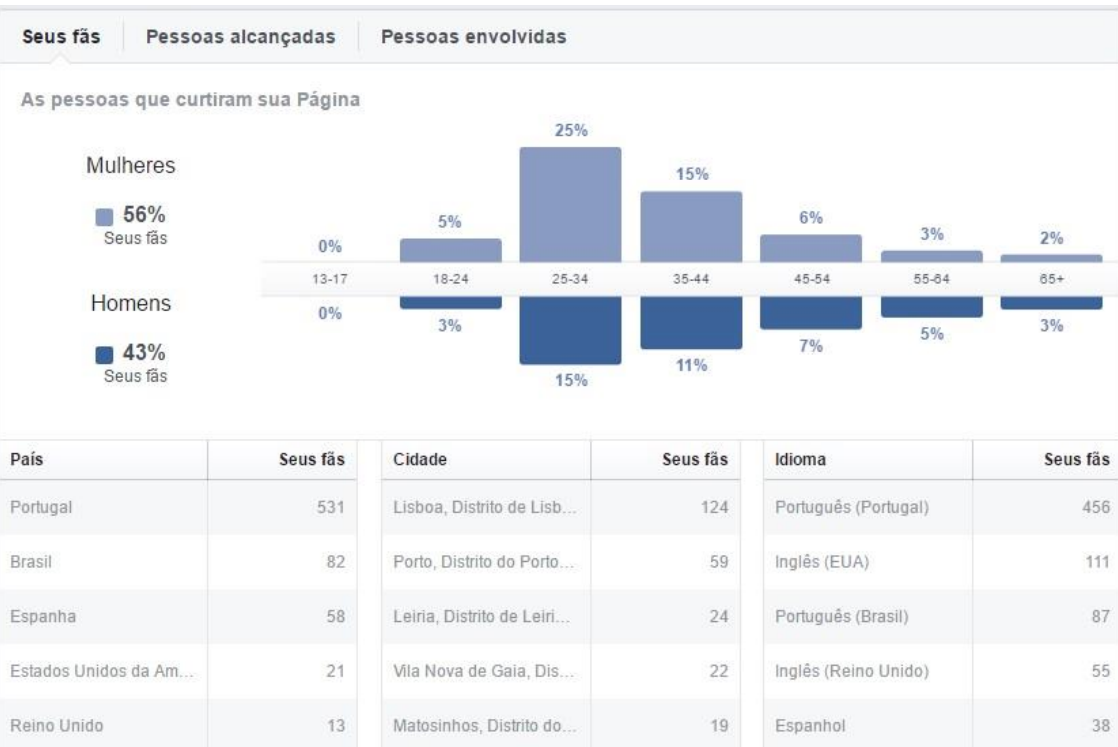 Seus fãs Pessoas alcançadas Pessoas envolvidas
As pessoas que curtiram sua Página
Mulheres
56%
Seus fãs
Homens
43%
Seus fãs
0% 5% 25% 15% 6% 3% 2%
13-17 18-24 25-34 35-44 45-54 55-64 65+
0% 3% 15% 11% 7% 5% 3%
País Seus fãs Cidade Seus fãs Idioma Seus fãs
Portugal 531 Lisboa, Distrito de Lisb... 124 Português (Portugal) 456
Brasil 82 Porto, Distrito do Porto... 59 Inglês (EUA) 111
Espanha 58 Leiria, Distrito de Leiri... 24 Português (Brasil) 87
Estados Unidos da Am... 21 Vila Nova de Gaia, Dis... 22 Inglês (Reino Unido) 55
Reino Unido 13 Matosinhos, Distrito do... 19 Espanhol 38